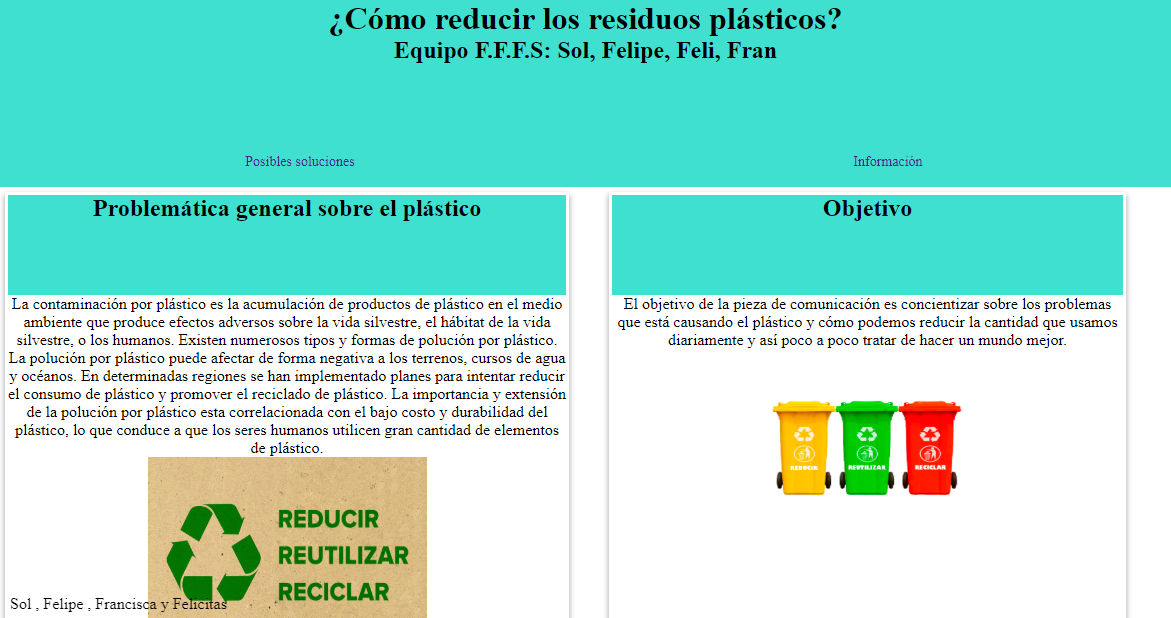 ¿Cómo reducir los residuos plásticos?
Equipo F.F.F.S: Sol, Felipe, Feli, Fran
Posibles soluciones
Información
Problemática general sobre el plástico
La contaminación por plástico es la acumulación de productos de plástico en el medio
ambiente que produce efectos adversos sobre la vida silvestre, el hábitat de la vida
silvestre, o los humanos. Existen numerosos tipos y formas de polución por plástico.
La polución por plástico puede afectar de forma negativa a los terrenos, cursos de agua
y océanos. En determinadas regiones se han implementado planes para intentar reducir
el consumo de plástico y promover el reciclado de plástico. La importancia y extensión
de la polución por plástico esta correlacionada con el bajo costo y durabilidad del
plástico, lo que conduce a que los seres humanos utilicen gran cantidad de elementos
de plástico.
REDUCIR
REUTILIZAR
RECICLAR
Sol , Felipe , Francisca y Felicitas
Objetivo
El objetivo de la pieza de comunicación es concientizar sobre los problemas
que está causando el plástico y cómo podemos reducir la cantidad que usamos
diariamente y así poco a poco tratar de hacer un mundo mejor.
REDUCIR
REUTILIZAR
RECICLAR